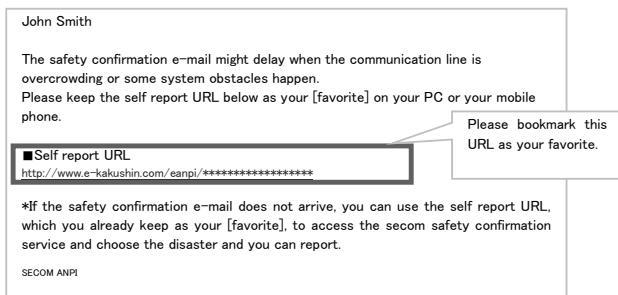 John Smith
The safety confirmation e-mail might delay when the communication line is
overcrowding or some system obstacles happen.
Please keep the self report URL below as your [favorite] on your PC or your mobile
phone.
Please bookmark this
URL as your favorite.
■Self report URL
http://www.e-kakushin.com/eanpi/*******************
*If the safety confirmation e-mail does not arrive, you can use the self report URL,
which you already keep as your [favorite], to access the secom safety confirmation
service and choose the disaster and you can report.
SECOM ANPI